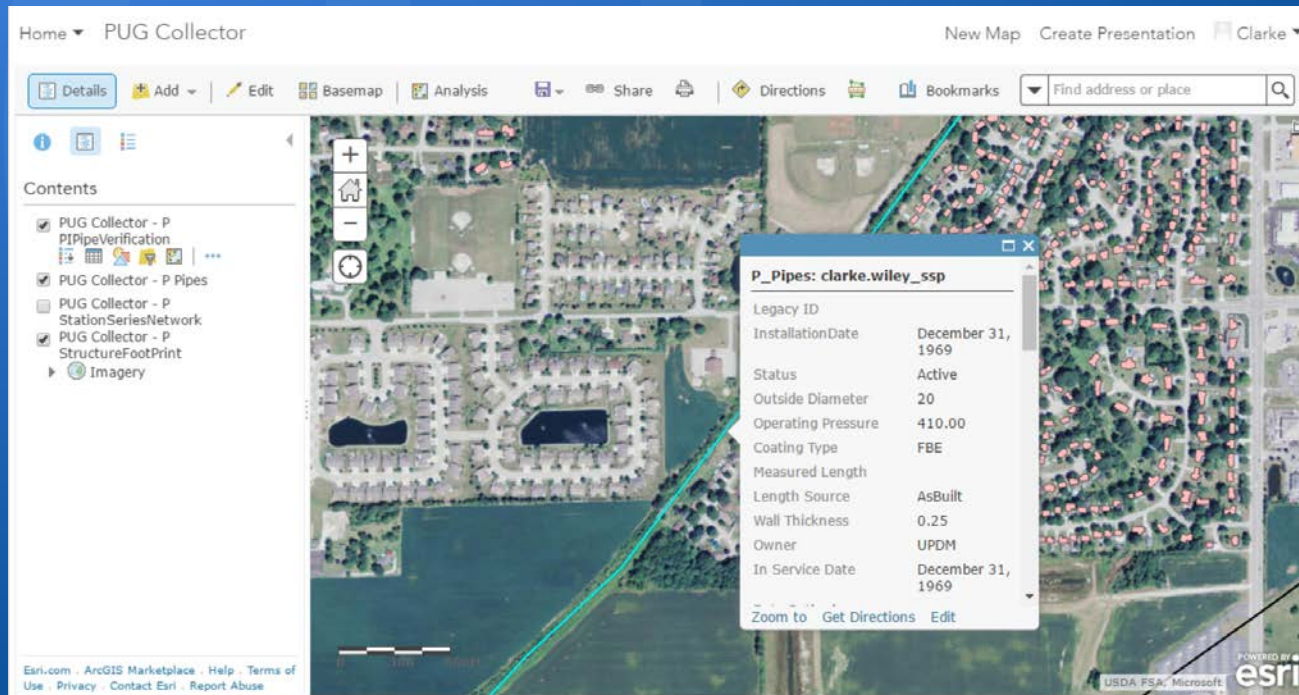 Home PUG Collector
New Map Create Presentation Clarke
Details Add Edit Basemap Analysis Share Directions Bookmarks Find address or place
Contents
PUG Collector - P
PIPipeVerification
PUG Collector - P Pipes
PUG Collector - P
StationSeriesNetwork
PUG Collector - P
StructureFootPrint
Imagery
P_Pipes: clarke.wiley_ssp
Legacy ID
InstallationDate December 31,
1969
Status Active
Outside Diameter 20
Operating Pressure 410.00
Coating Type FBE
Measured Length
Length Source AsBuilt
Wall Thickness 0.25
Owner UPDM
In Service Date December 31,
1969
Zoom to Get Directions Edit
Esri.com . ArcGIS Marketplace . Help . Terms of
Use . Privacy . Contact Esri . Report Abuse
USDA FSA, Microsoft
POWERED BY
esri